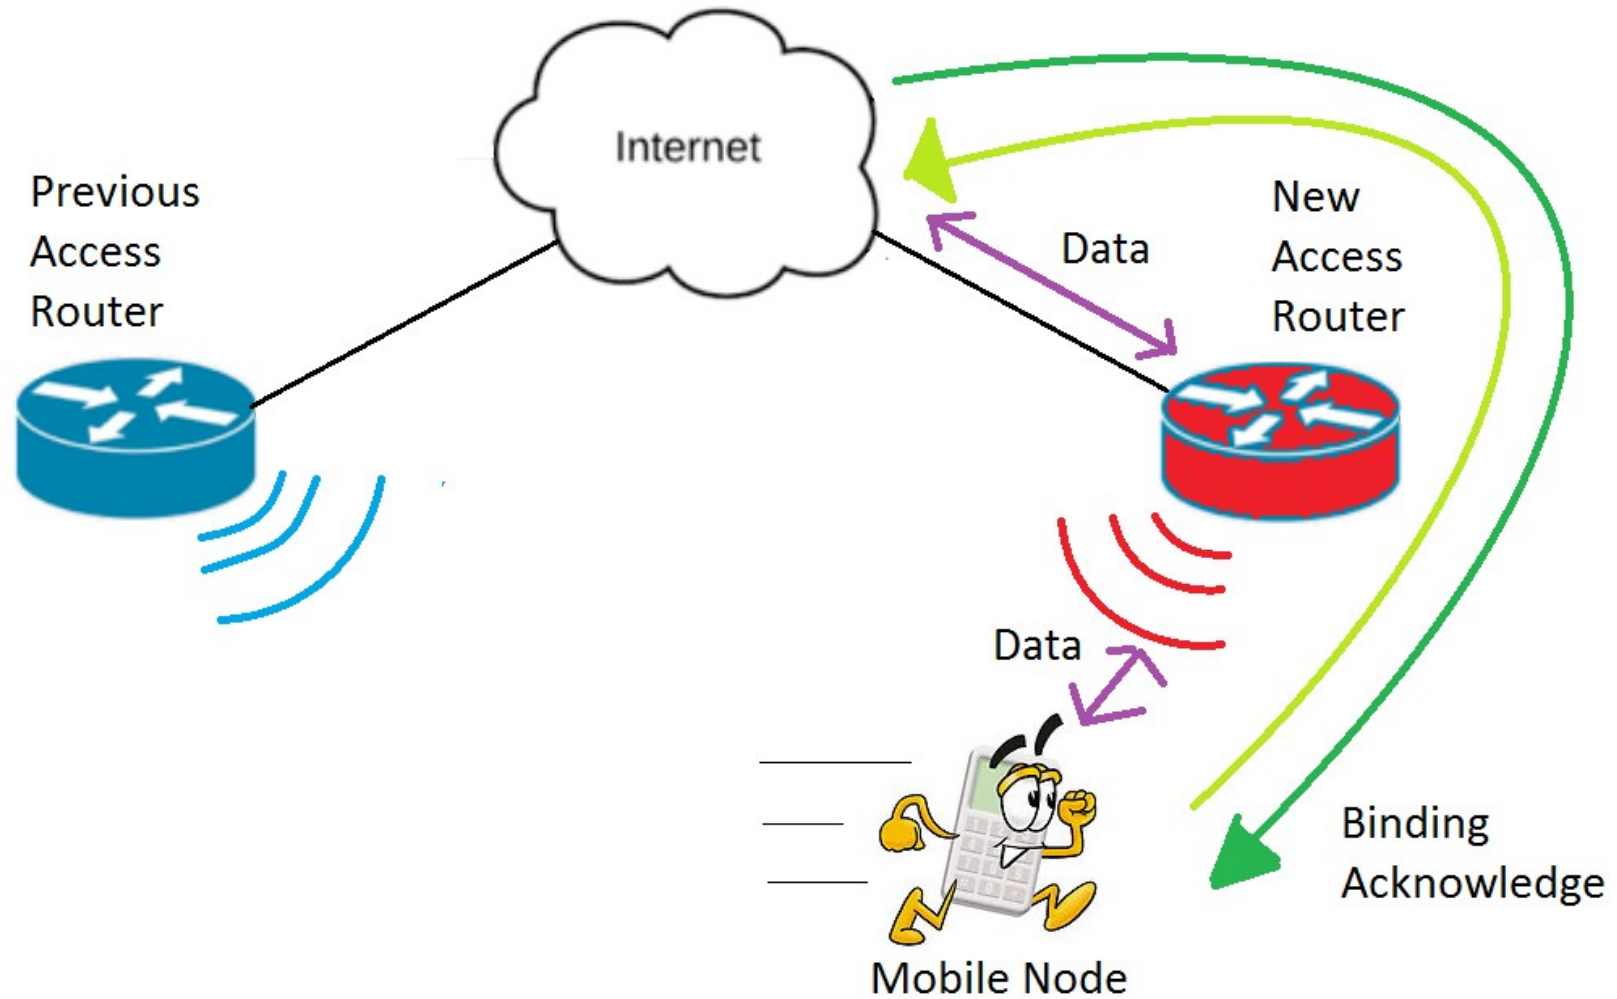 Internet
Previous
Access
Router
New
Access
Router
Data
Data
Binding
Acknowledge
Mobile Node